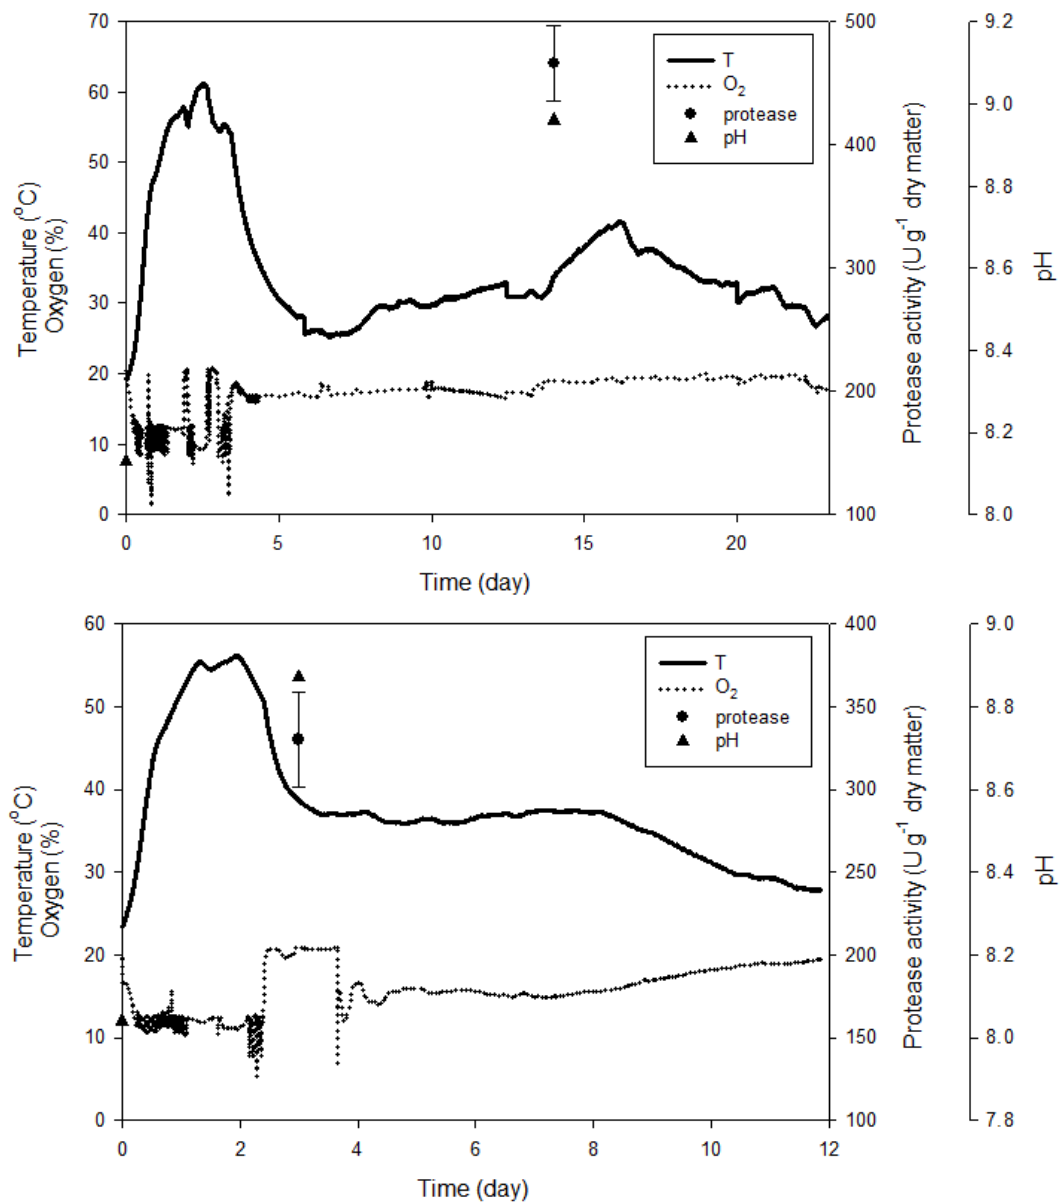 70
60
50
40
30
20
10
0
Temperature (°C)
Oxygen (%)
0
5
10
15
20
Time (day)
500
400
300
200
100
Protease activity (U g⁻¹ dry matter)
9.2
9.0
8.8
8.6
8.4
8.2
8.0
pH
T
O₂
protease
pH
60
50
40
30
20
10
0
Temperature (°C)
Oxygen (%)
0
2
4
6
8
10
12
Time (day)
400
350
300
250
200
150
100
Protease activity (U g⁻¹ dry matter)
9.0
8.8
8.6
8.4
8.2
8.0
7.8
pH
T
O₂
protease
pH